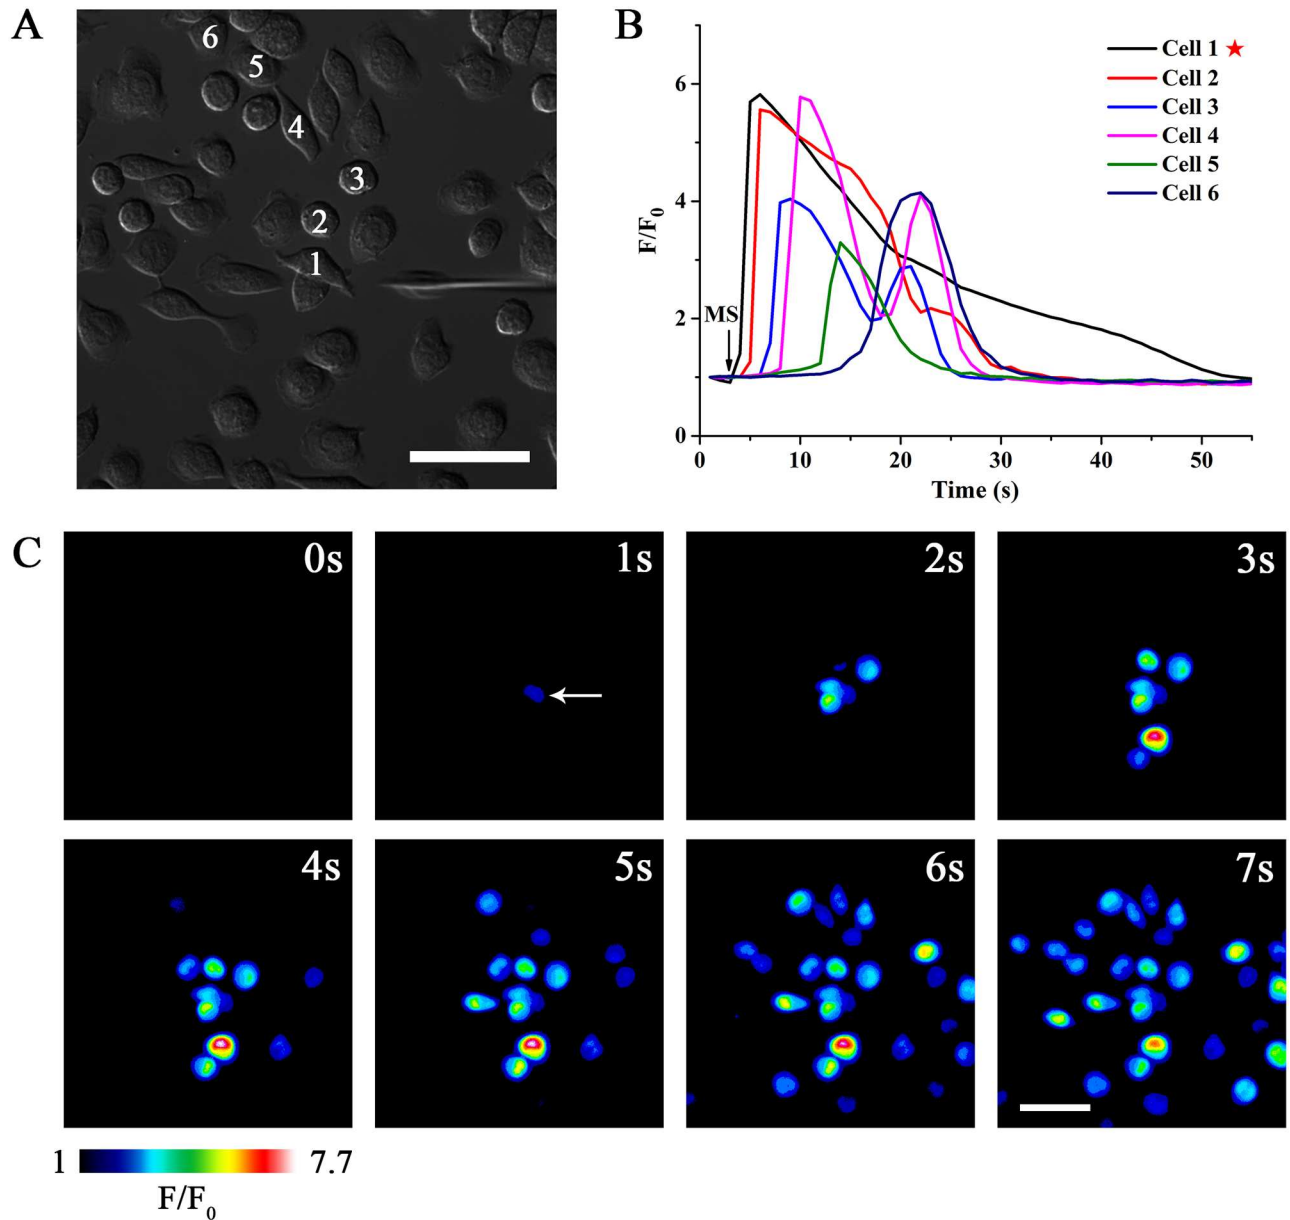 A
6
5
4
3
2
1
B
F/F0
6
4
2
0
MS
Cell 1 ★
Cell 2
Cell 3
Cell 4
Cell 5
Cell 6
0 10 20 30 40 50
Time (s)
C
0s 1s 2s 3s
4s 5s 6s 7s
1 7.7
F/F0